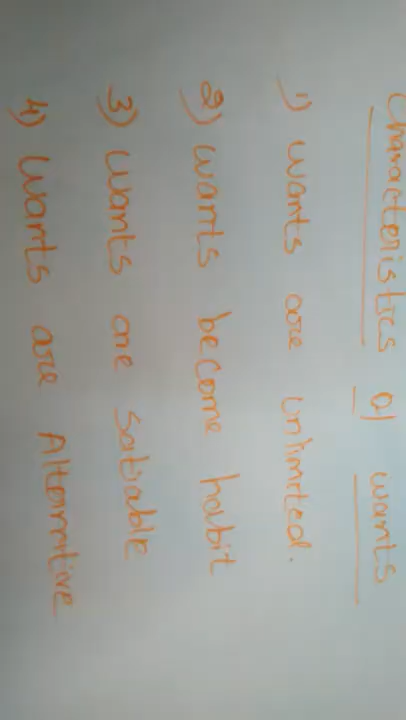 Characteristics of wants
1) wants are unlimited.
2) wants become habit
3) wants are Satiable
4) wants are Alternative